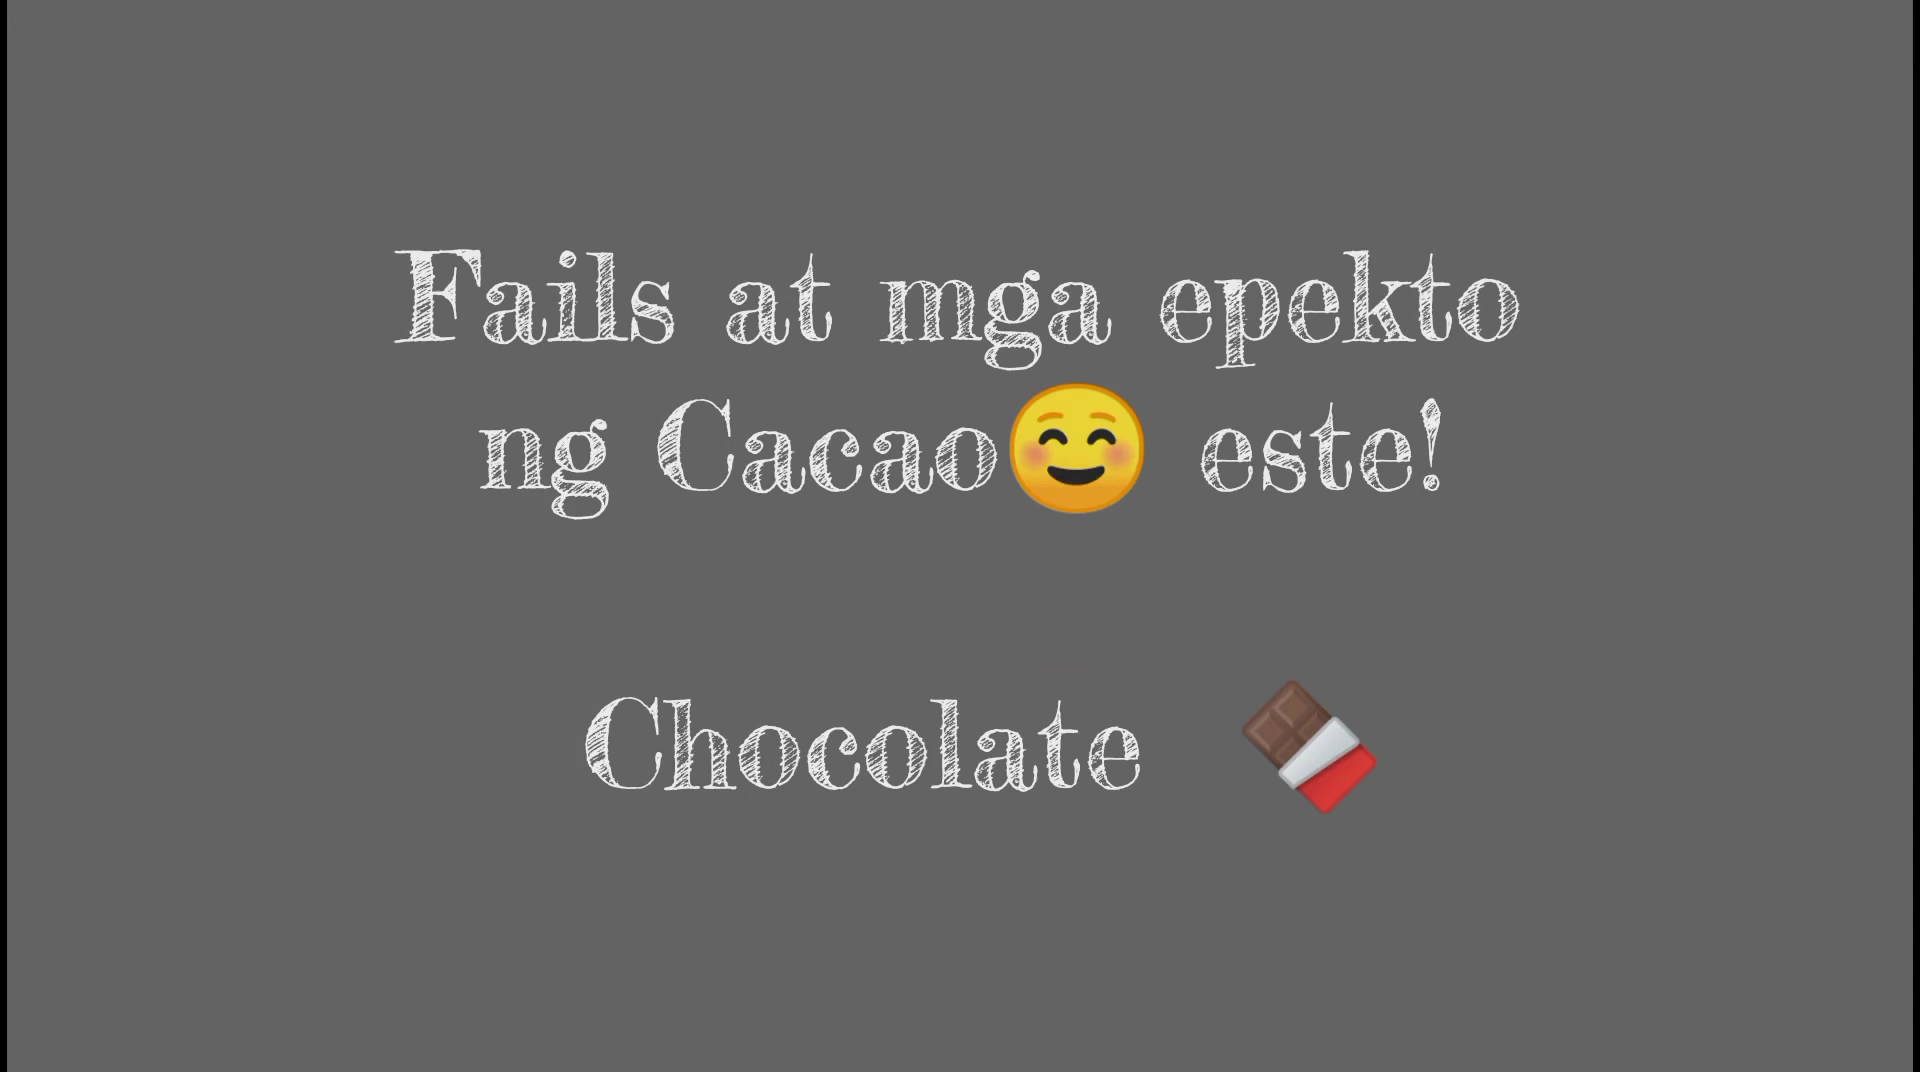 Fails at mga epekto
ng Cacao☺️ este!
Chocolate 🍫